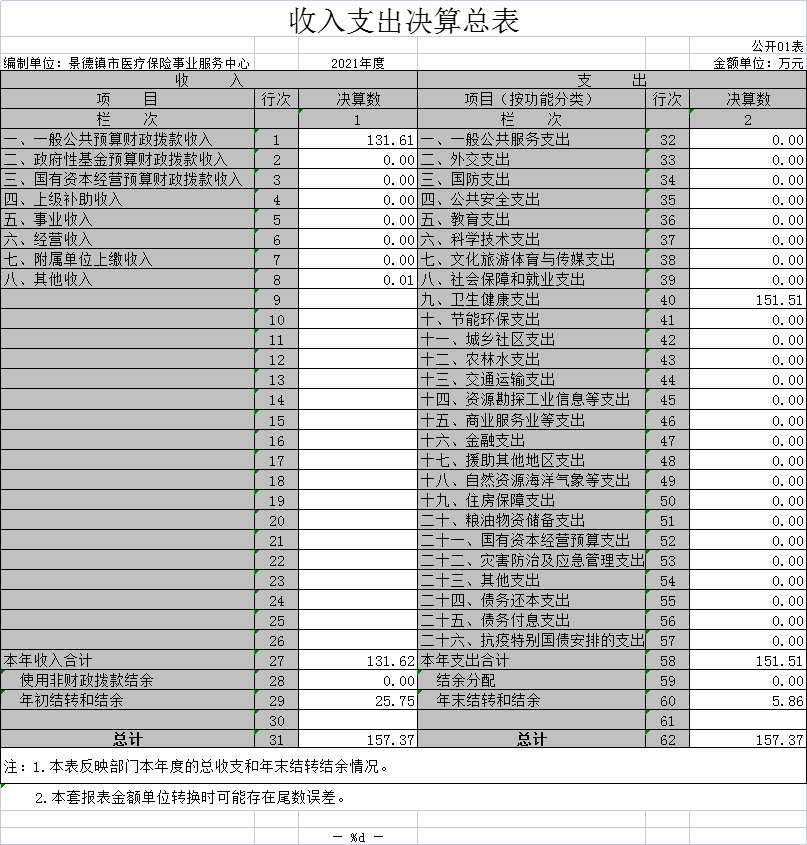 收入支出决算总表
公开01表
编制单位：景德镇市医疗保险事业服务中心 2021年度 金额单位：万元
收 入 支 出
项 目 行次 决算数 项目（按功能分类） 行次 决算数
栏 次 1 栏 次 2
一、一般公共预算财政拨款收入 1 131.61 一、一般公共服务支出 32 0.00
二、政府性基金预算财政拨款收入 2 0.00 二、外交支出 33 0.00
三、国有资本经营预算财政拨款收入 3 0.00 三、国防支出 34 0.00
四、上级补助收入 4 0.00 四、公共安全支出 35 0.00
五、事业收入 5 0.00 五、教育支出 36 0.00
六、经营收入 6 0.00 六、科学技术支出 37 0.00
七、附属单位上缴收入 7 0.00 七、文化旅游体育与传媒支出 38 0.00
八、其他收入 8 0.01 八、社会保障和就业支出 39 0.00
9 九、卫生健康支出 40 151.51
10 十、节能环保支出 41 0.00
11 十一、城乡社区支出 42 0.00
12 十二、农林水支出 43 0.00
13 十三、交通运输支出 44 0.00
14 十四、资源勘探工业信息等支出 45 0.00
15 十五、商业服务业等支出 46 0.00
16 十六、金融支出 47 0.00
17 十七、援助其他地区支出 48 0.00
18 十八、自然资源海洋气象等支出 49 0.00
19 十九、住房保障支出 50 0.00
20 二十、粮油物资储备支出 51 0.00
21 二十一、国有资本经营预算支出 52 0.00
22 二十二、灾害防治及应急管理支出 53 0.00
23 二十三、其他支出 54 0.00
24 二十四、债务还本支出 55 0.00
25 二十五、债务付息支出 56 0.00
26 二十六、抗疫特别国债安排的支出 57 0.00
本年收入合计 27 131.62 本年支出合计 58 151.51
使用非财政拨款结余 28 0.00 结余分配 59 0.00
年初结转和结余 29 25.75 年末结转和结余 60 5.86
30 61
总计 31 157.37 总计 62 157.37
注：1.本表反映部门本年度的总收支和年末结转结余情况。
2.本套报表金额单位转换时可能存在尾数误差。
— %d —